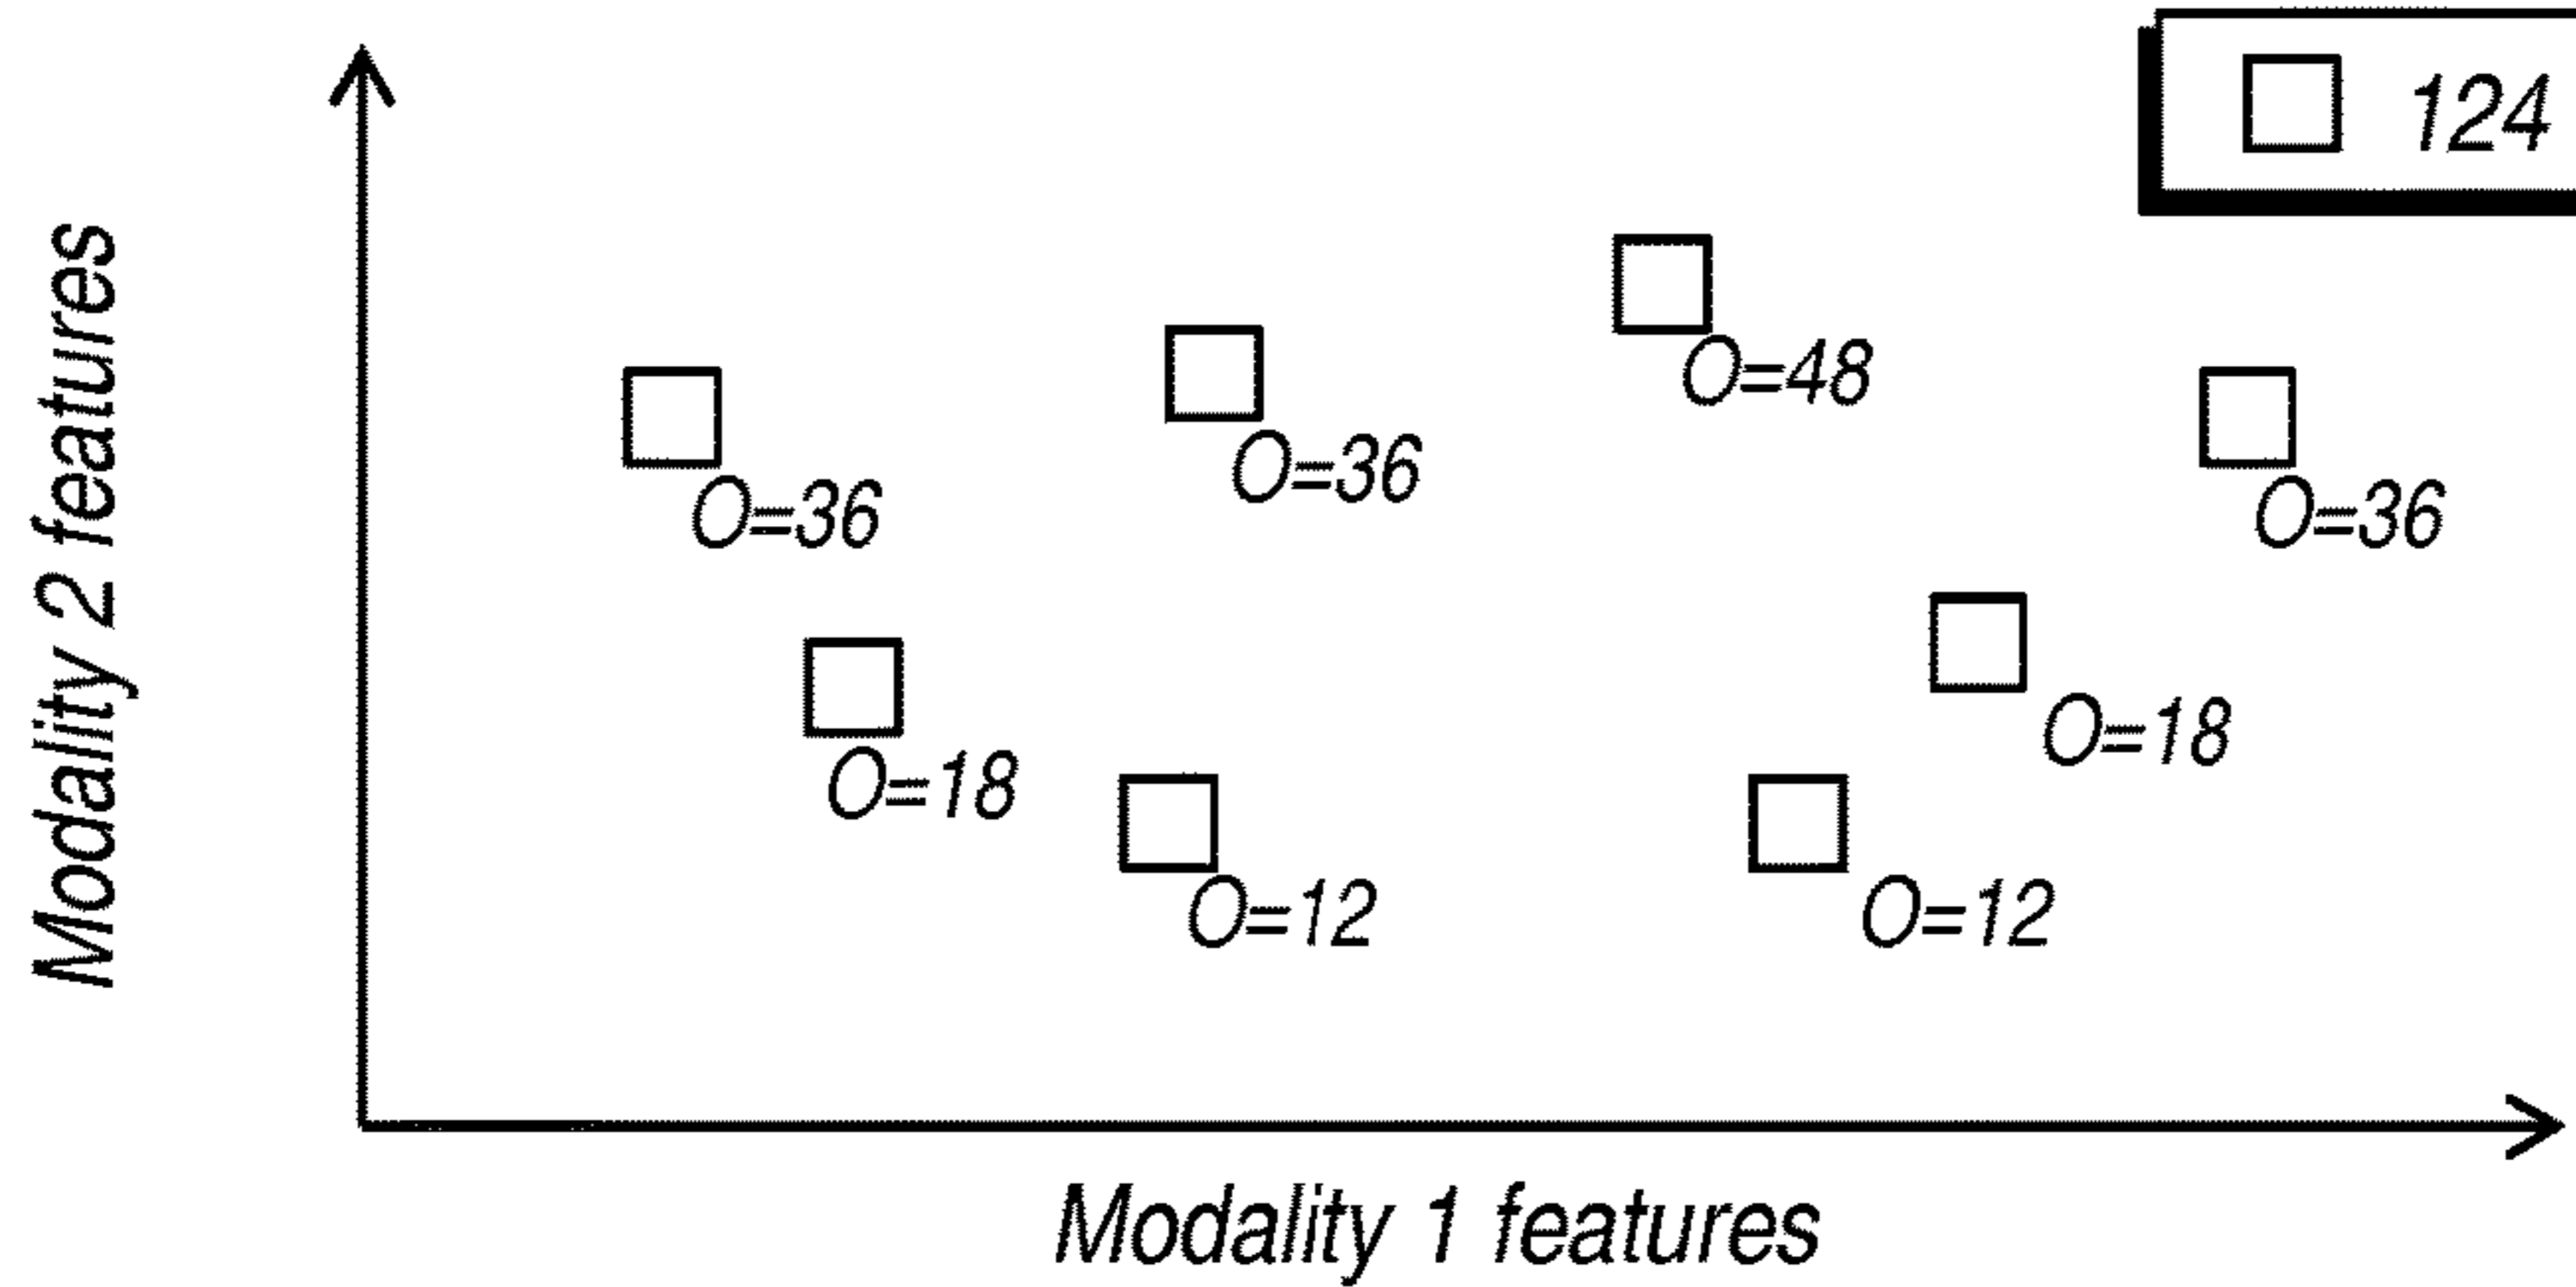 124
Modality 2 features
O=48
O=36
O=36
O=36
O=18
O=18
O=12
O=12
Modality 1 features